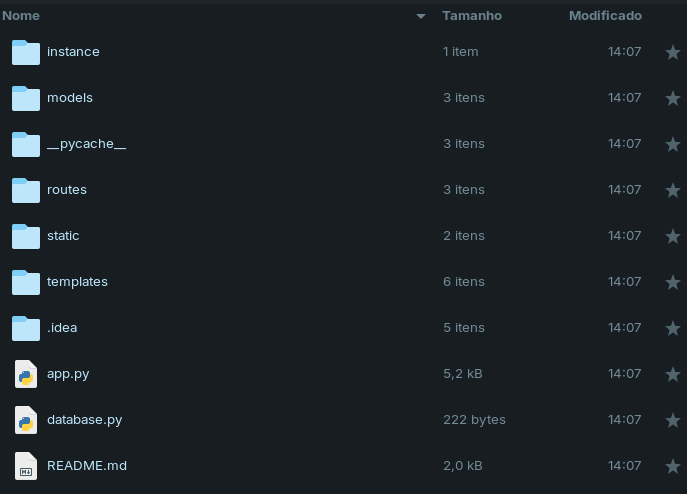 Nome Tamanho Modificado
instance 1 item 14:07
models 3 itens 14:07
__pycache__ 3 itens 14:07
routes 3 itens 14:07
static 2 itens 14:07
templates 6 itens 14:07
.idea 5 itens 14:07
app.py 5,2 kB 14:07
database.py 222 bytes 14:07
README.md 2,0 kB 14:07